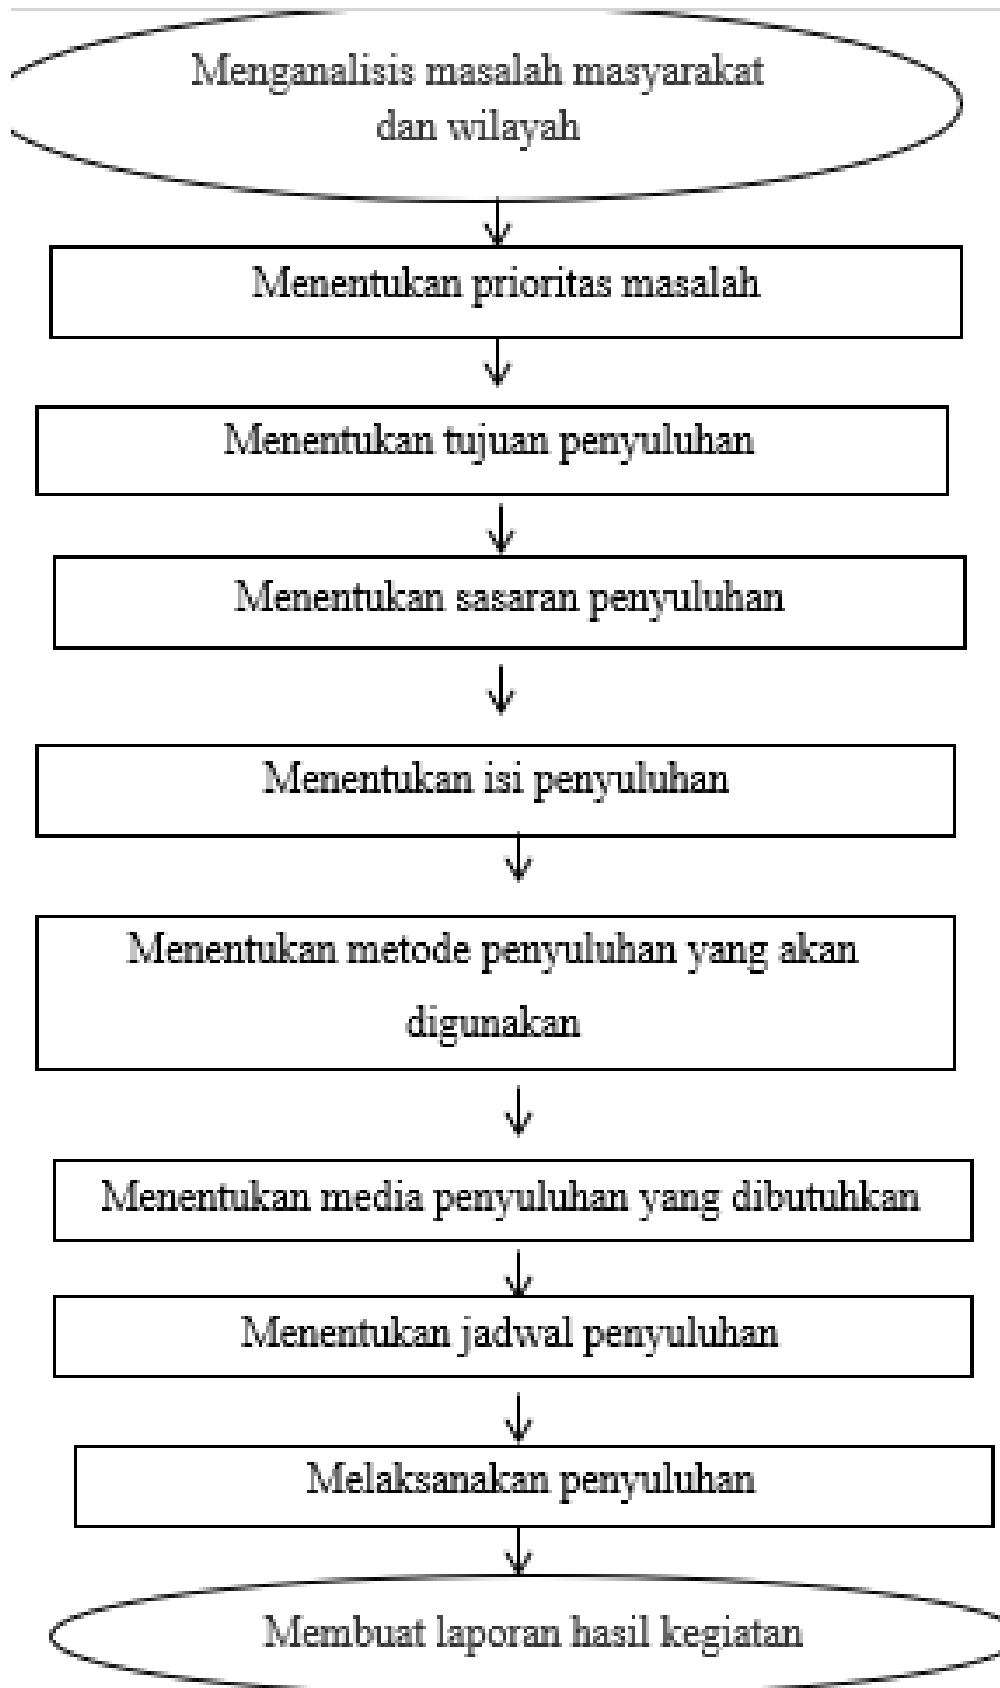 Menganalisis masalah masyarakat
dan wilayah
Menentukan prioritas masalah
Menentukan tujuan penyuluhan
Menentukan sasaran penyuluhan
Menentukan isi penyuluhan
Menentukan metode penyuluhan yang akan
digunakan
Menentukan media penyuluhan yang dibutuhkan
Menentukan jadwal penyuluhan
Melaksanakan penyuluhan
Membuat laporan hasil kegiatan